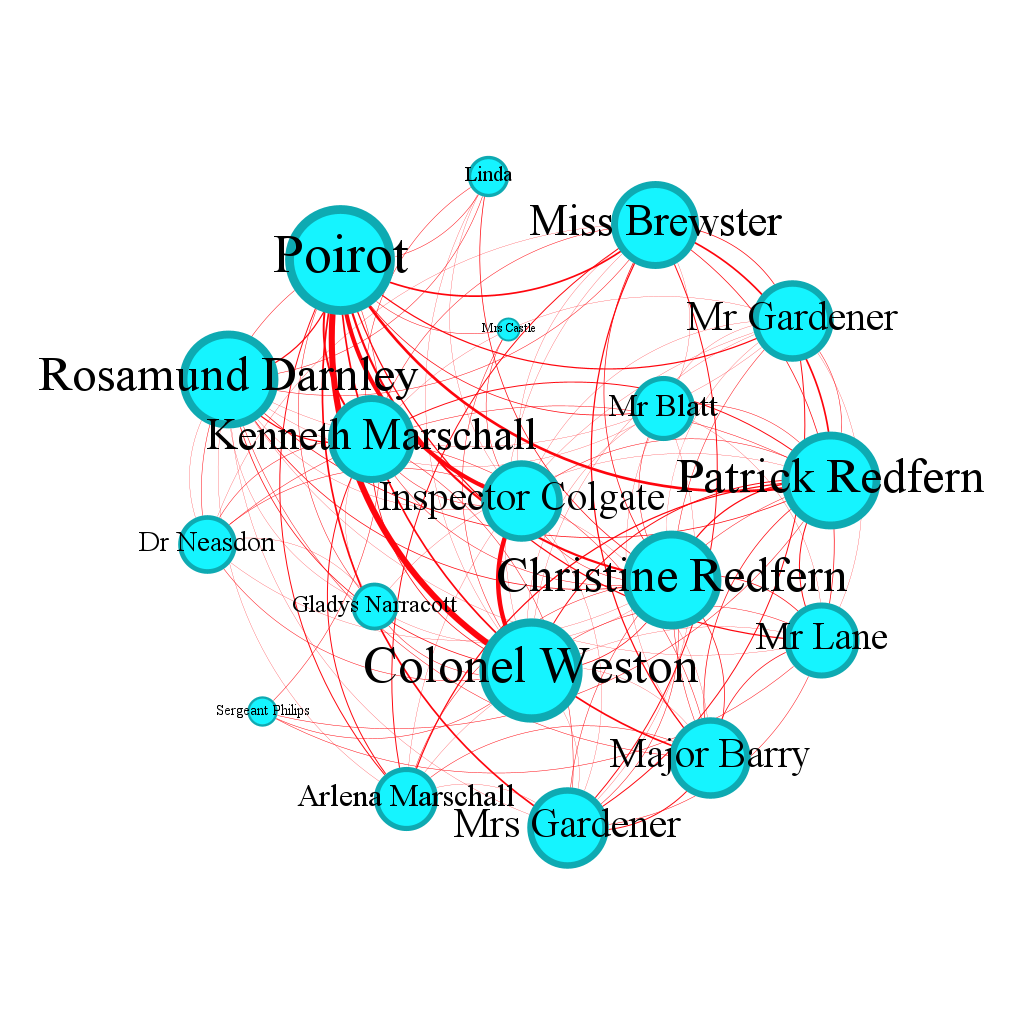 Linda
Miss Brewster
Poirot
Mr Gardener
Mrs Castle
Rosamund Darnley
Mr Blatt
Kenneth Marschall
Patrick Redfern
Inspector Colgate
Dr Neasdon
Christine Redfern
Gladys Narracott
Mr Lane
Colonel Weston
Sergeant Philips
Major Barry
Arlena Marschall
Mrs Gardener